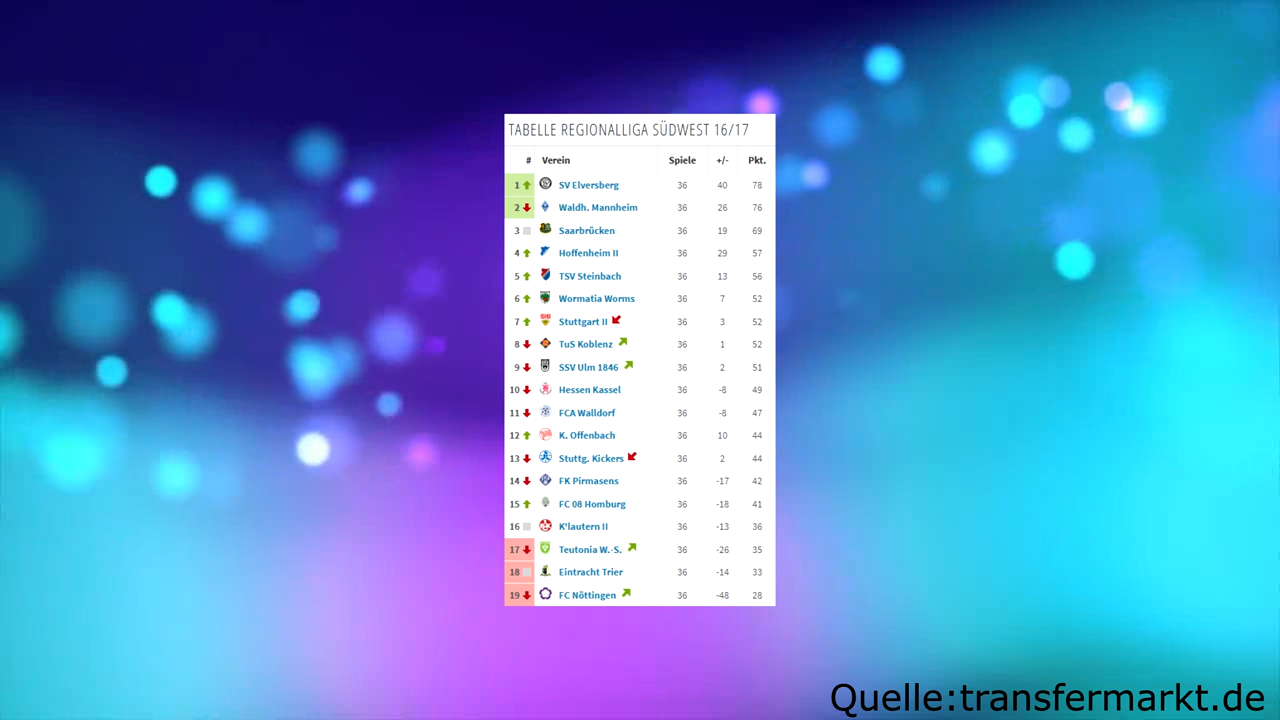 TABELLE REGIONALLIGA SÜDWEST 16/17
# Verein Spiele +/- Pkt.
1 SV Elversberg 36 40 78
2 Waldh. Mannheim 36 26 76
3 Saarbrücken 36 19 69
4 Hoffenheim II 36 29 57
5 TSV Steinbach 36 13 56
6 Wormatia Worms 36 7 52
7 Stuttgart II 36 3 52
8 TuS Koblenz 36 1 52
9 SSV Ulm 1846 36 2 51
10 Hessen Kassel 36 -8 49
11 FCA Walldorf 36 -8 47
12 K. Offenbach 36 10 44
13 Stuttg. Kickers 36 2 44
14 FK Pirmasens 36 -17 42
15 FC 08 Homburg 36 -18 41
16 K'lautern II 36 -13 36
17 Teutonia W.-S. 36 -26 35
18 Eintracht Trier 36 -14 33
19 FC Nöttingen 36 -48 28
Quelle:transfermarkt.de